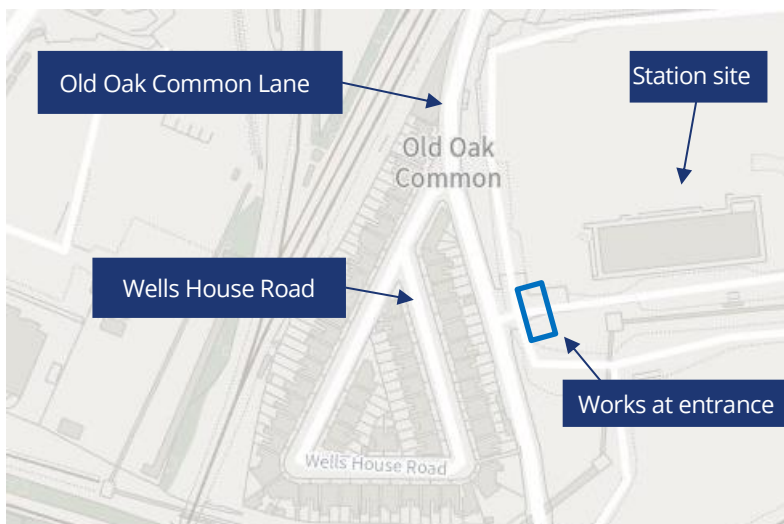 Old Oak Common Lane
Station site
Old Oak
Common
Wells House Road
Works at entrance
Wells House Road